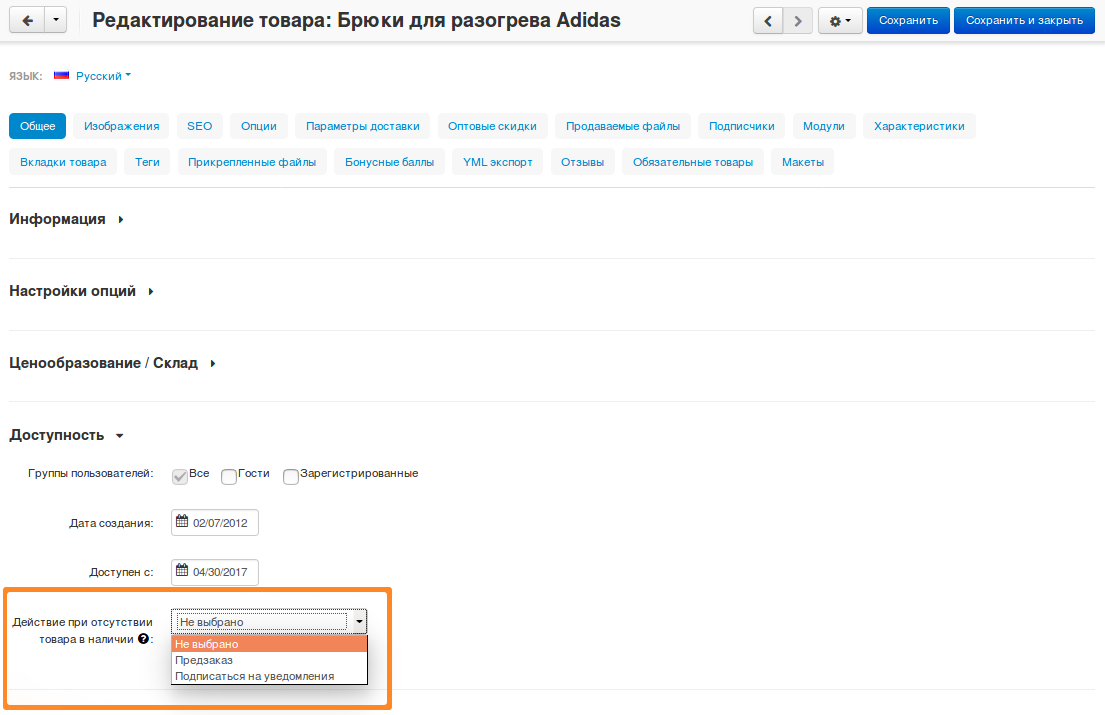 Редактирование товара: Брюки для разогрева Adidas
Сохранить
Сохранить и закрыть
ЯЗЫК: Русский
Общее Изображения SEO Опции Параметры доставки Оптовые скидки Продаваемые файлы Подписчики Модули Характеристики
Вкладки товара Теги Прикрепленные файлы Бонусные баллы YML экспорт Отзывы Обязательные товары Макеты
Информация
Настройки опций
Ценообразование / Склад
Доступность
Группы пользователей: Все Гости Зарегистрированные
Дата создания: 02/07/2012
Доступен с: 04/30/2017
Действие при отсутствии
товара в наличии ?:
Не выбрано
Не выбрано
Предзаказ
Подписаться на уведомления